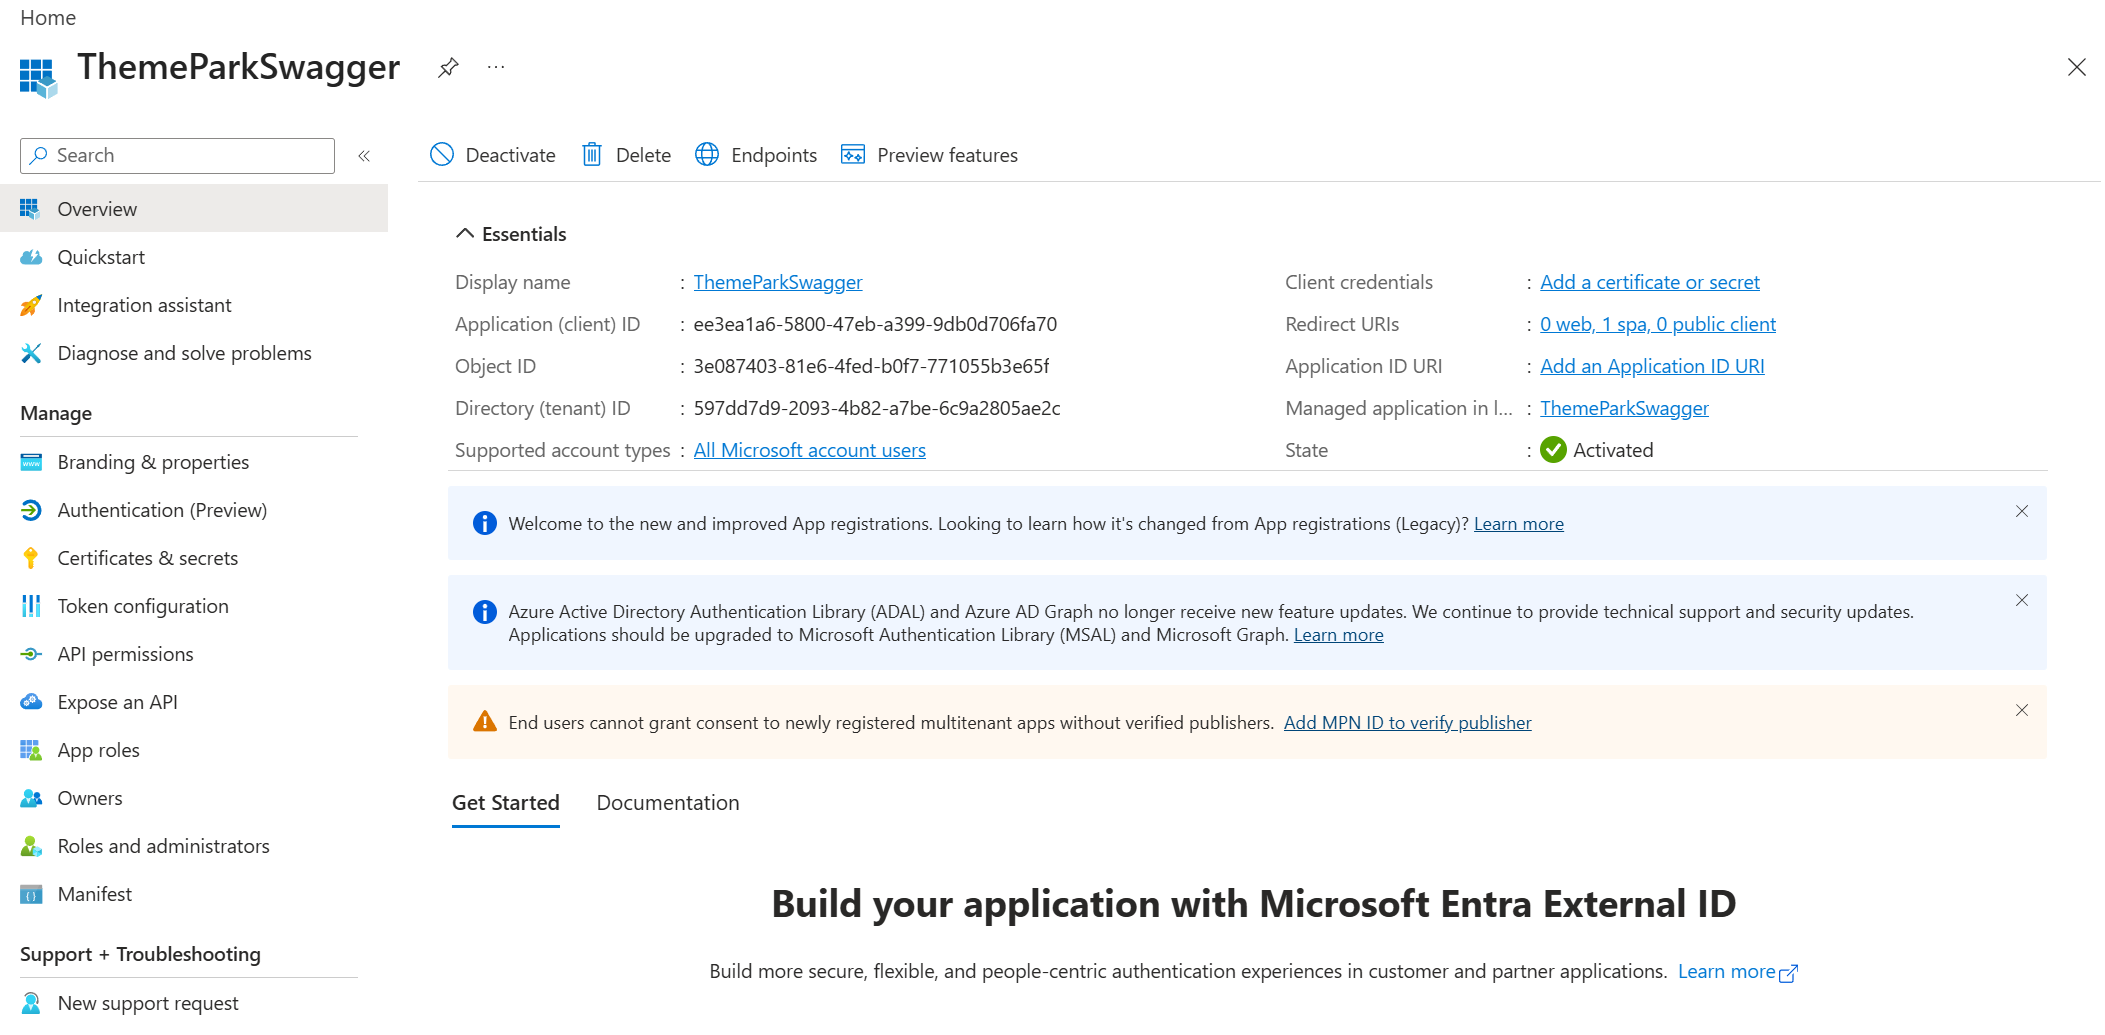 Home
ThemeParkSwagger
Search
Overview
Quickstart
Integration assistant
Diagnose and solve problems
Manage
Branding & properties
Authentication (Preview)
Certificates & secrets
Token configuration
API permissions
Expose an API
App roles
Owners
Roles and administrators
Manifest
Support + Troubleshooting
New support request
Deactivate Delete Endpoints Preview features
Essentials
Display name : ThemeParkSwagger
Application (client) ID : ee3ea1a6-5800-47eb-a399-9db0d706fa70
Object ID : 3e087403-81e6-4fed-b0f7-771055b3e65f
Directory (tenant) ID : 597dd7d9-2093-4b82-a7be-6c9a2805ae2c
Supported account types : All Microsoft account users
Client credentials : Add a certificate or secret
Redirect URIs : 0 web, 1 spa, 0 public client
Application ID URI : Add an Application ID URI
Managed application in l... : ThemeParkSwagger
State : Activated
Welcome to the new and improved App registrations. Looking to learn how it's changed from App registrations (Legacy)? Learn more
Azure Active Directory Authentication Library (ADAL) and Azure AD Graph no longer receive new feature updates. We continue to provide technical support and security updates.
Applications should be upgraded to Microsoft Authentication Library (MSAL) and Microsoft Graph. Learn more
End users cannot grant consent to newly registered multitenant apps without verified publishers. Add MPN ID to verify publisher
Get Started Documentation
Build your application with Microsoft Entra External ID
Build more secure, flexible, and people-centric authentication experiences in customer and partner applications. Learn more